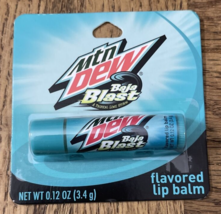 Mtn
DEW
Baja
Blast
Mtn
DEW
Baja
Blast
flavored
lip balm
NET WT 0.12 OZ (3.4 g)